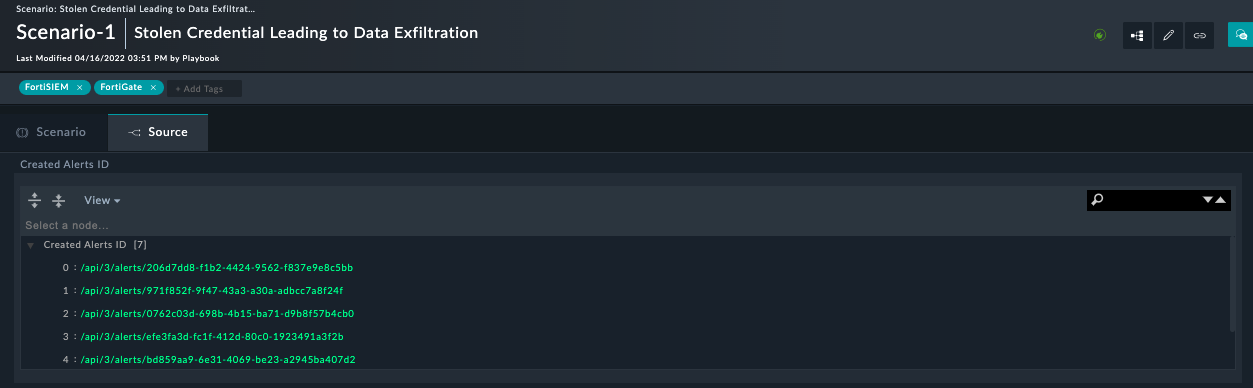 Scenario: Stolen Credential Leading to Data Exfiltrat...
Scenario-1 Stolen Credential Leading to Data Exfiltration
Last Modified 04/16/2022 03:51 PM by Playbook
FortiSIEM × FortiGate × + Add Tags
Scenario Source
Created Alerts ID
View
Select a node...
Created Alerts ID [7]
0 : /api/3/alerts/206d7dd8-f1b2-4424-9562-f837e9e8c5bb
1 : /api/3/alerts/971f852f-9f47-43a3-a30a-adbcc7a8f24f
2 : /api/3/alerts/0762c03d-698b-4b15-ba71-d9b8f57b4cb0
3 : /api/3/alerts/efe3fa3d-fc1f-412d-80c0-1923491a3f2b
4 : /api/3/alerts/bd859aa9-6e31-4069-be23-a2945ba407d2